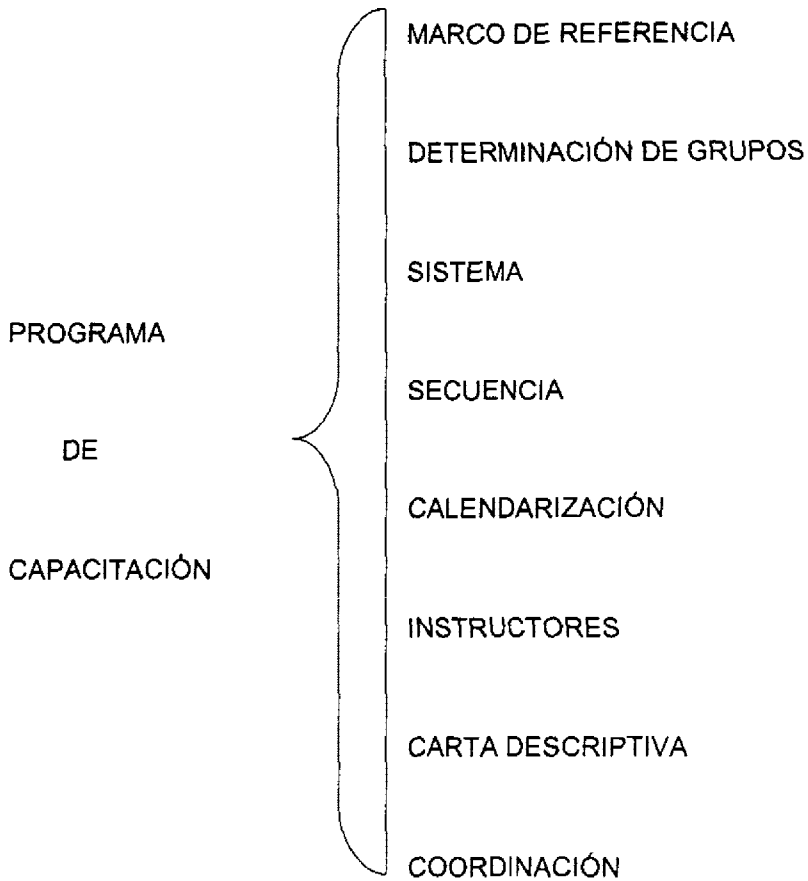 PROGRAMA
DE
CAPACITACIÓN
MARCO DE REFERENCIA
DETERMINACIÓN DE GRUPOS
SISTEMA
SECUENCIA
CALENDARIZACIÓN
INSTRUCTORES
CARTA DESCRIPTIVA
COORDINACIÓN